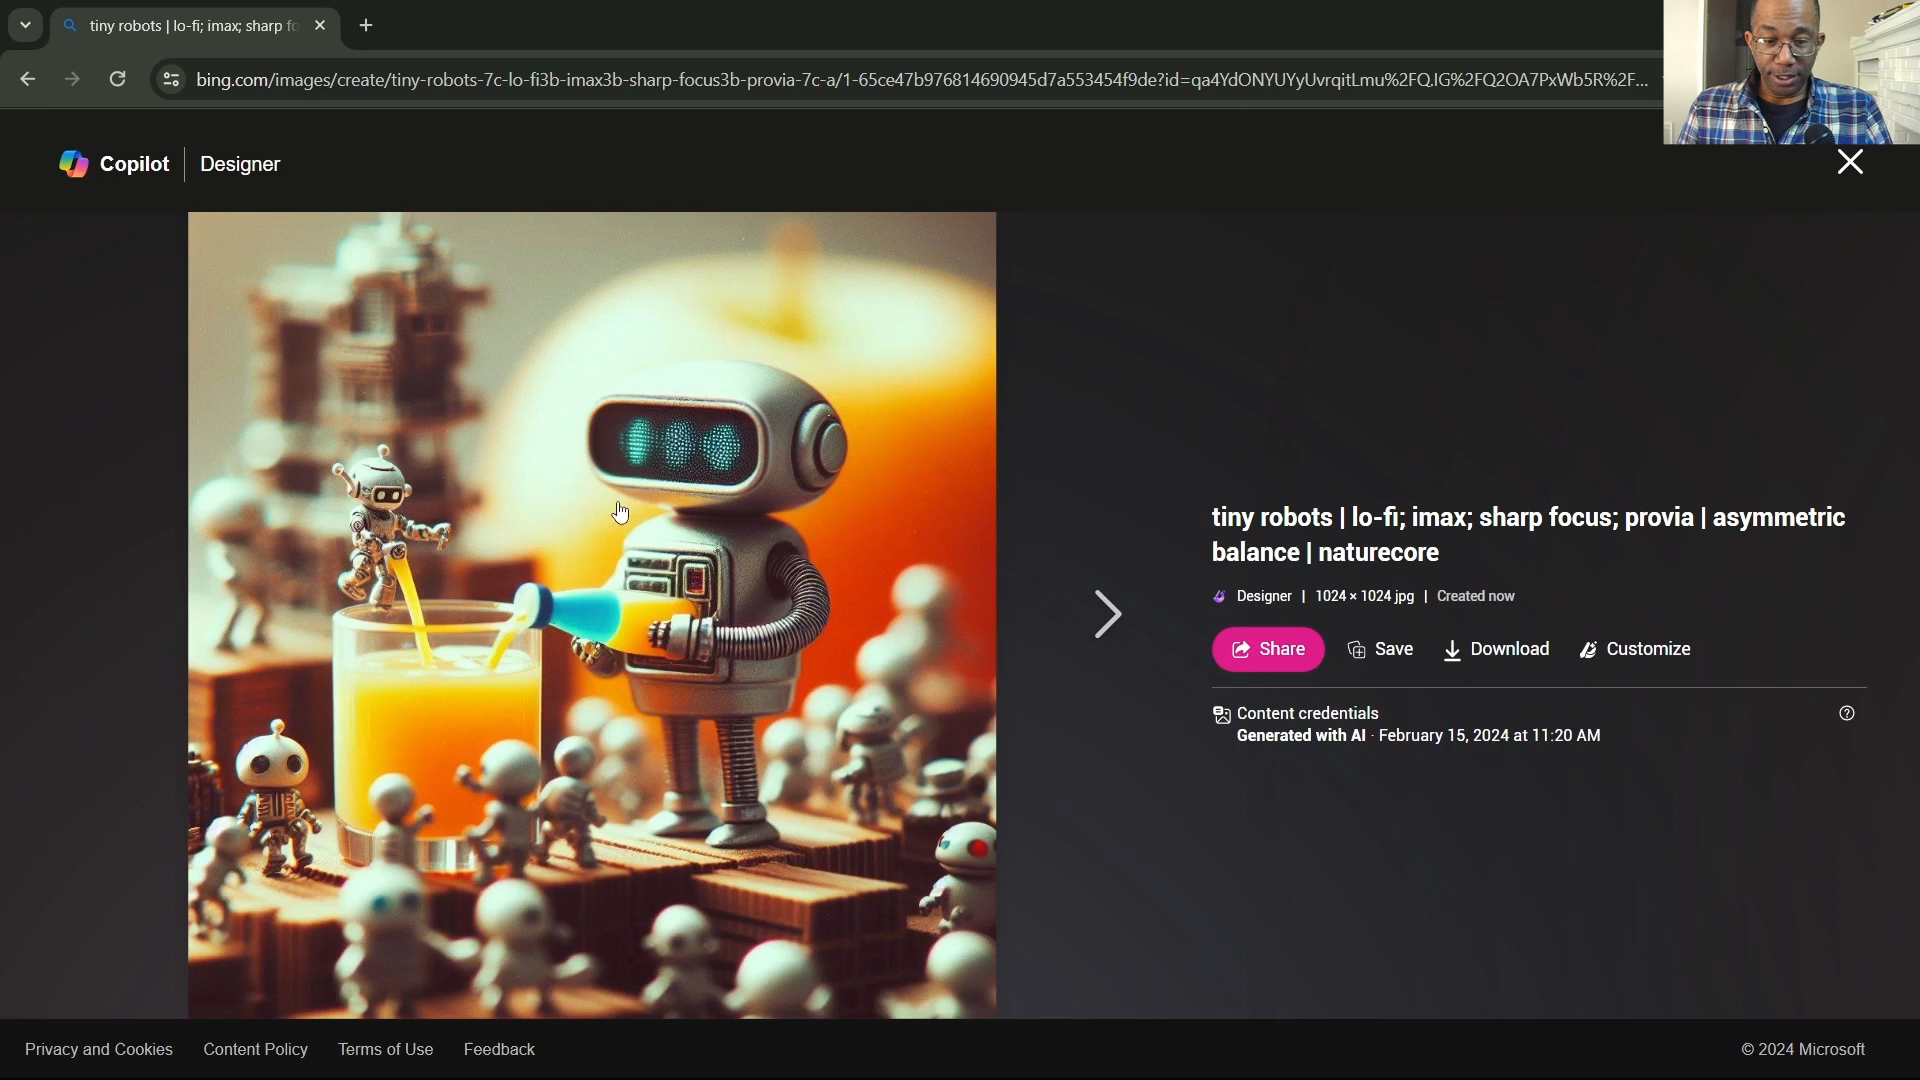 tiny robots | lo-fi; imax; sharp fo
bing.com/images/create/tiny-robots-7c-lo-fi3b-imax3b-sharp-focus3b-provia-7c-a/1-65ce47b976814690945d7a553454f9de?id=qa4YdONYUYyUvrqitLmu%2FQ.IG%2FQ2OA7PxWb5R%2F...
Copilot | Designer
tiny robots | lo-fi; imax; sharp focus; provia | asymmetric
balance | naturecore
Designer | 1024 × 1024 jpg | Created now
Share Save Download Customize
Content credentials
Generated with AI · February 15, 2024 at 11:20 AM
Privacy and Cookies Content Policy Terms of Use Feedback © 2024 Microsoft